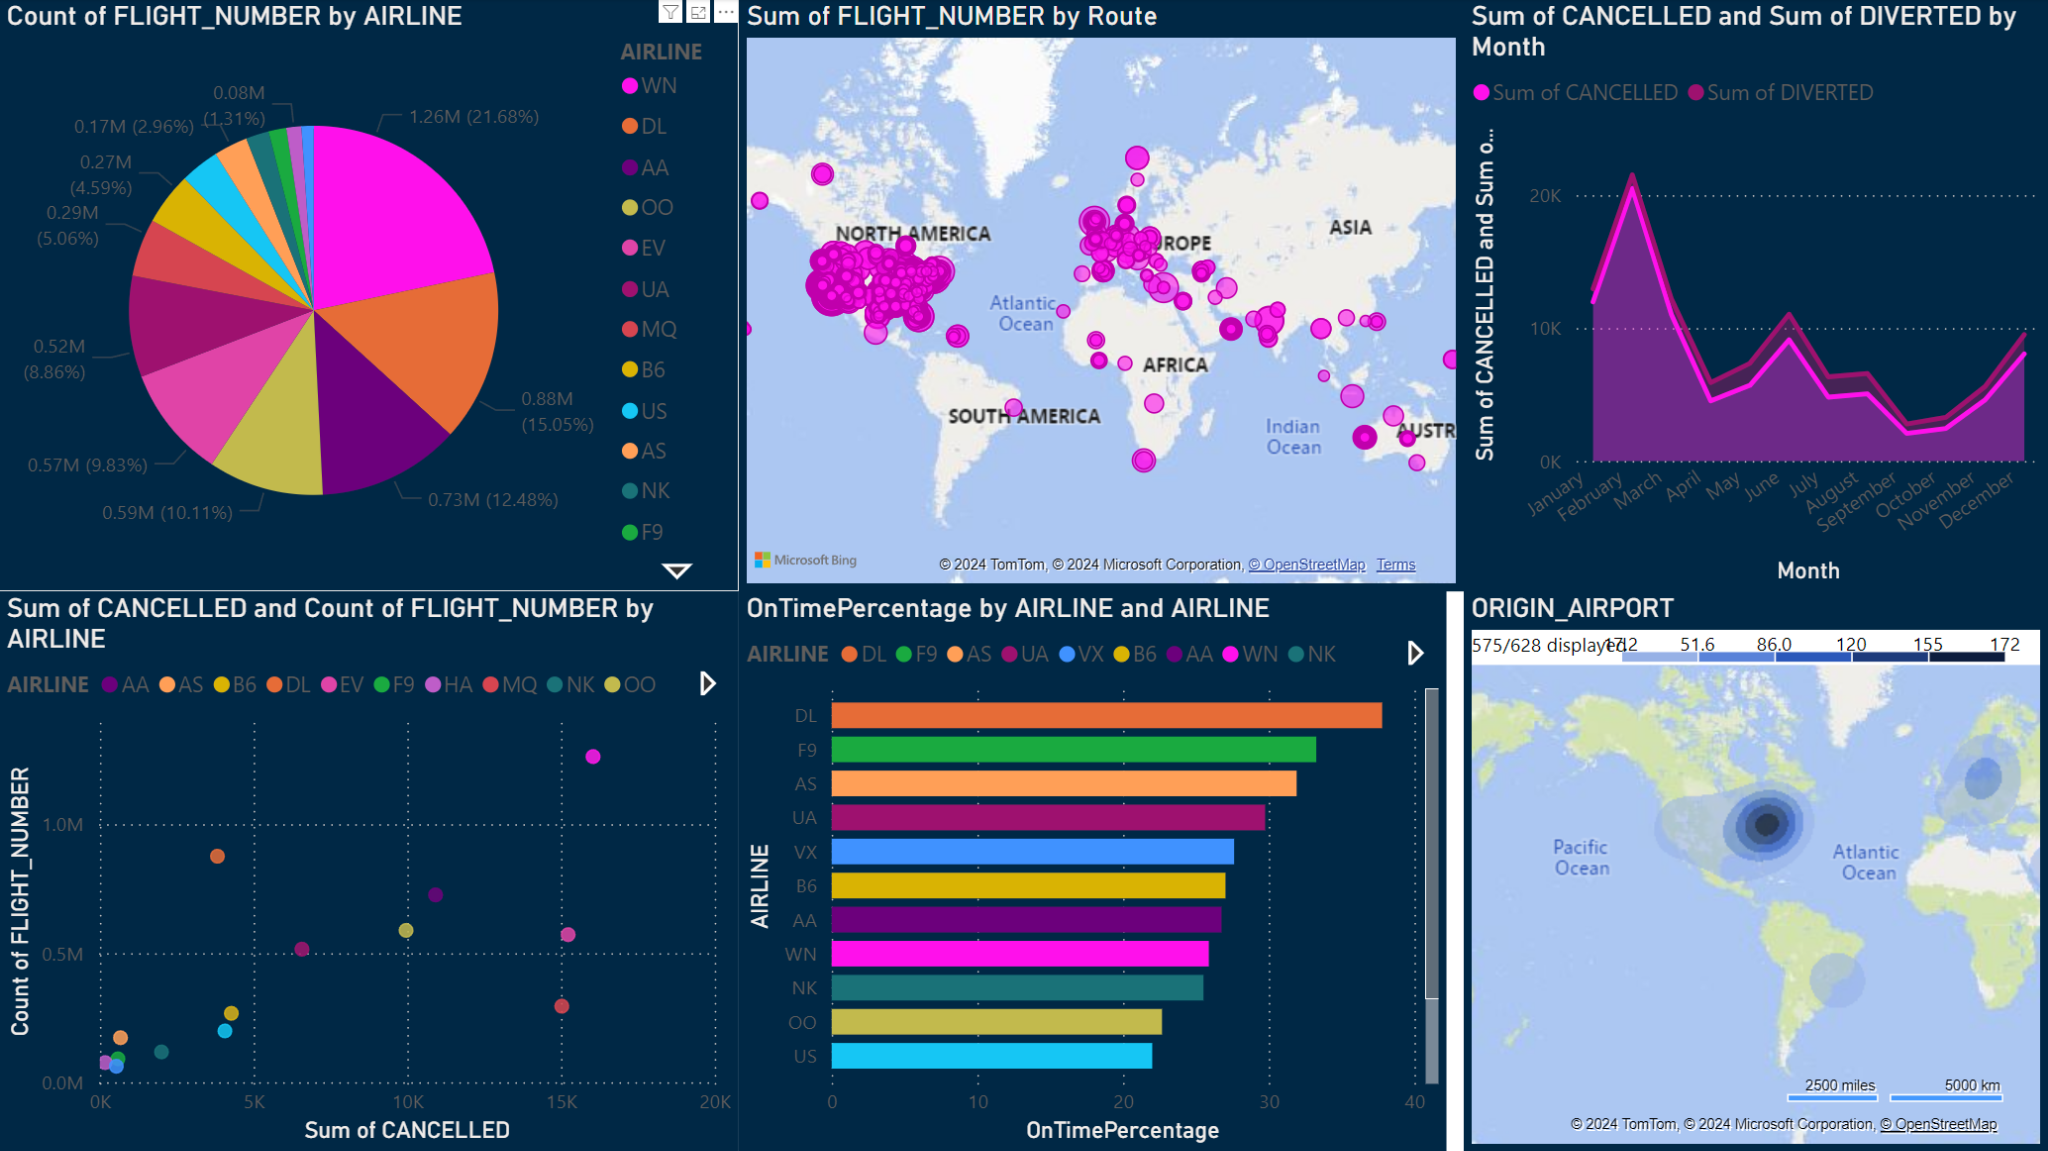 Count of FLIGHT_NUMBER by AIRLINE
AIRLINE
WN
DL
AA
OO
EV
UA
MQ
B6
US
AS
NK
F9
0.08M
(1.31%)
0.17M (2.96%)
0.27M
(4.59%)
0.29M
(5.06%)
0.52M
(8.86%)
0.57M (9.83%)
0.59M (10.11%)
0.73M (12.48%)
0.88M
(15.05%)
1.26M (21.68%)
Sum of FLIGHT_NUMBER by Route
NORTH AMERICA
UROPE
ASIA
Atlantic
Ocean
AFRICA
SOUTH AMERICA
Indian
Ocean
AUSTR
Microsoft Bing
© 2024 TomTom, © 2024 Microsoft Corporation, © OpenStreetMap Terms
Sum of CANCELLED and Sum of DIVERTED by
Month
Sum of CANCELLED
Sum of DIVERTED
Sum of CANCELLED and Sum o...
20K
10K
0K
January
February
March
April
May
June
July
August
September
October
November
December
Month
Sum of CANCELLED and Count of FLIGHT_NUMBER by
AIRLINE
AIRLINE AA AS B6 DL EV F9 HA MQ NK OO
Count of FLIGHT_NUMBER
1.0M
0.5M
0.0M
0K 5K 10K 15K 20K
Sum of CANCELLED
OnTimePercentage by AIRLINE and AIRLINE
AIRLINE DL F9 AS UA VX B6 AA WN NK
AIRLINE
DL
F9
AS
UA
VX
B6
AA
WN
NK
OO
US
0 10 20 30 40
OnTimePercentage
ORIGIN_AIRPORT
575/628 displayed
17.2 51.6 86.0 120 155 172
Pacific
Ocean
Atlantic
Ocean
2500 miles 5000 km
© 2024 TomTom, © 2024 Microsoft Corporation, © OpenStreetMap